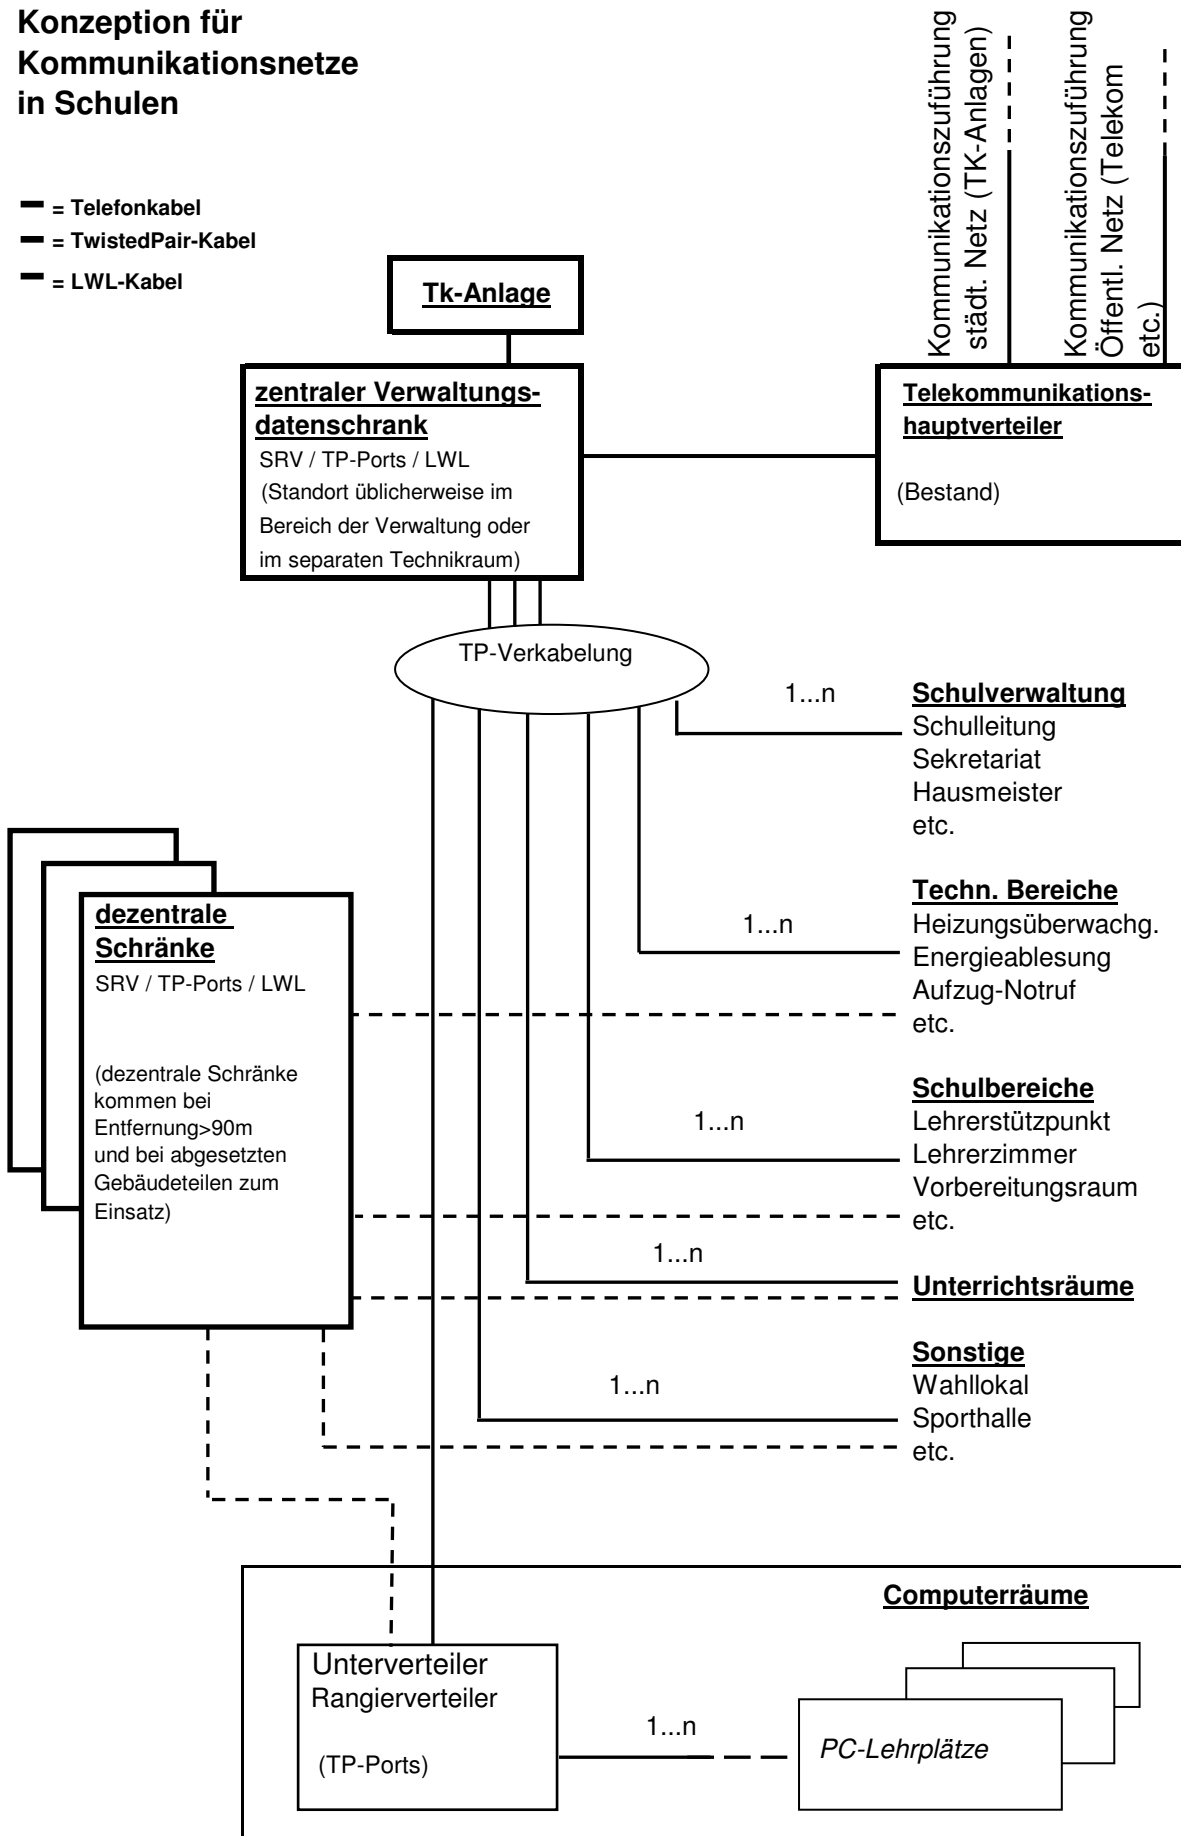 Konzeption für
Kommunikationsnetze
in Schulen
= Telefonkabel
= TwistedPair-Kabel
= LWL-Kabel
Kommunikationszuführung
städt. Netz (TK-Anlagen)
Kommunikationszuführung
Öffentl. Netz (Telekom
etc.)
Tk-Anlage
zentraler Verwaltungs-
datenschrank
SRV / TP-Ports / LWL
(Standort üblicherweise im
Bereich der Verwaltung oder
im separaten Technikraum)
Telekommunikations-
hauptverteiler
(Bestand)
TP-Verkabelung
1...n
Schulverwaltung
Schulleitung
Sekretariat
Hausmeister
etc.
1...n
Techn. Bereiche
Heizungsüberwachg.
Energieablesung
Aufzug-Notruf
etc.
dezentrale
Schränke
SRV / TP-Ports / LWL
(dezentrale Schränke
kommen bei
Entfernung>90m
und bei abgesetzten
Gebäudeteilen zum
Einsatz)
1...n
Schulbereiche
Lehrerstützpunkt
Lehrerzimmer
Vorbereitungsraum
etc.
1...n
Unterrichtsräume
1...n
Sonstige
Wahllokal
Sporthalle
etc.
Computerräume
Unterverteiler
Rangierverteiler
(TP-Ports)
1...n
PC-Lehrplätze